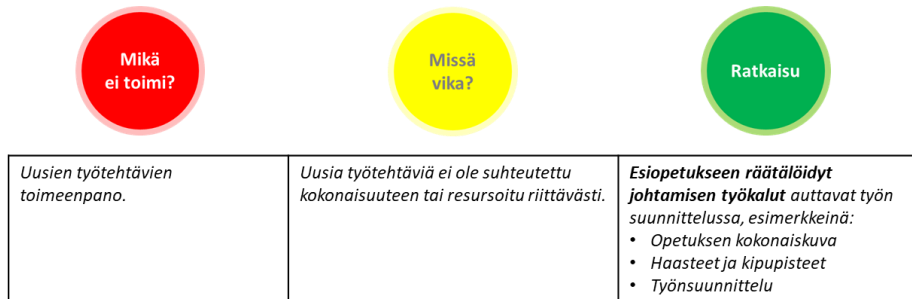 Mikä
ei toimi?
Missä
vika?
Ratkaisu
Uusien työtehtävien
toimeenpano.
Uusia työtehtäviä ei ole suhteutettu
kokonaisuuteen tai resursoitu riittävästi.
Esiopetukseen räätälöidyt
johtamisen työkalut auttavat työn
suunnittelussa, esimerkkeinä:
• Opetuksen kokonaiskuva
• Haasteet ja kipupisteet
• Työnsuunnittelu